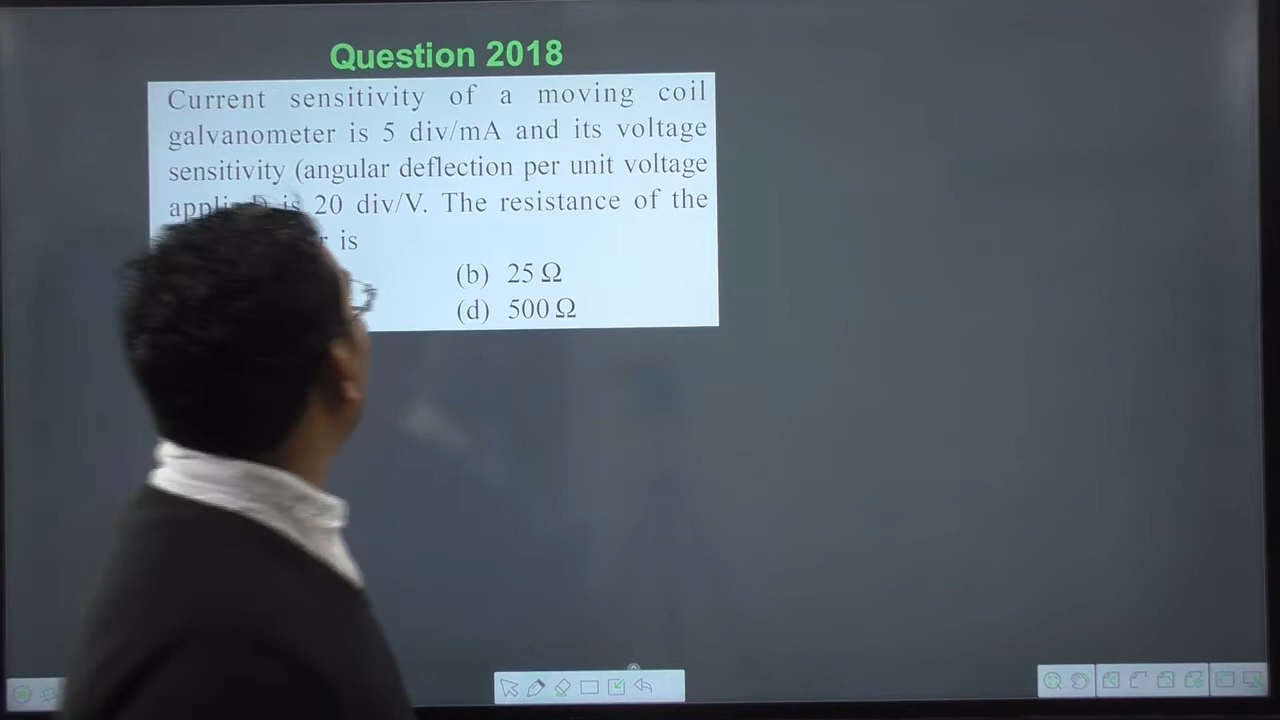 Question 2018
Current sensitivity of a moving coil
galvanometer is 5 div/mA and its voltage
sensitivity (angular deflection per unit voltage
is 20 div/V. The resistance of the
is
(b) 25 Ω
(d) 500 Ω